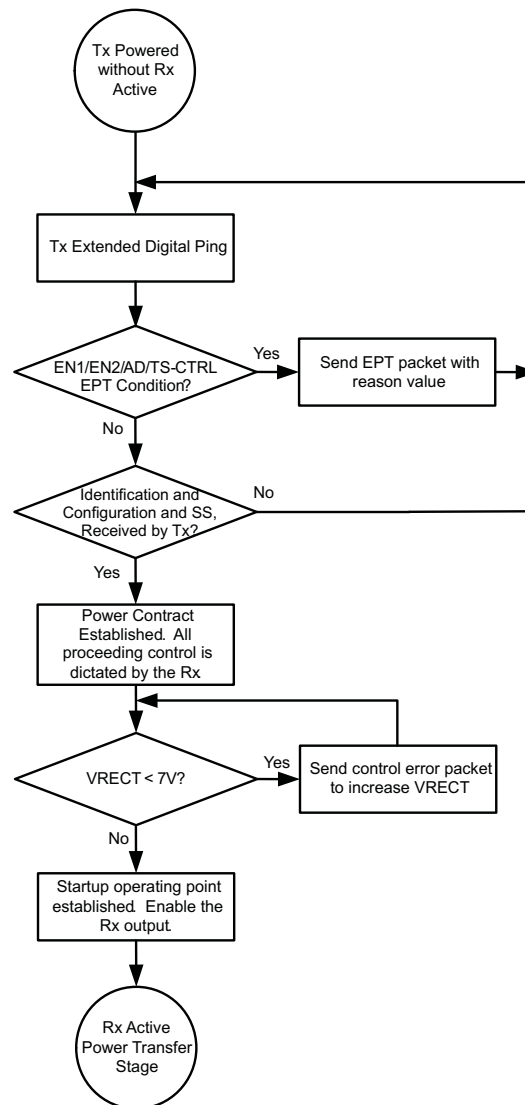 Tx Powered
without Rx
Active
Tx Extended Digital Ping
EN1/EN2/AD/TS-CTRL
EPT Condition?
Yes
Send EPT packet with
reason value
No
Identification and
Configuration and SS,
Received by Tx?
No
Yes
Power Contract
Established. All
proceeding control is
dictated by the Rx.
VRECT < 7V?
Yes
Send control error packet
to increase VRECT
No
Startup operating point
established. Enable the
Rx output.
Rx Active
Power Transfer
Stage